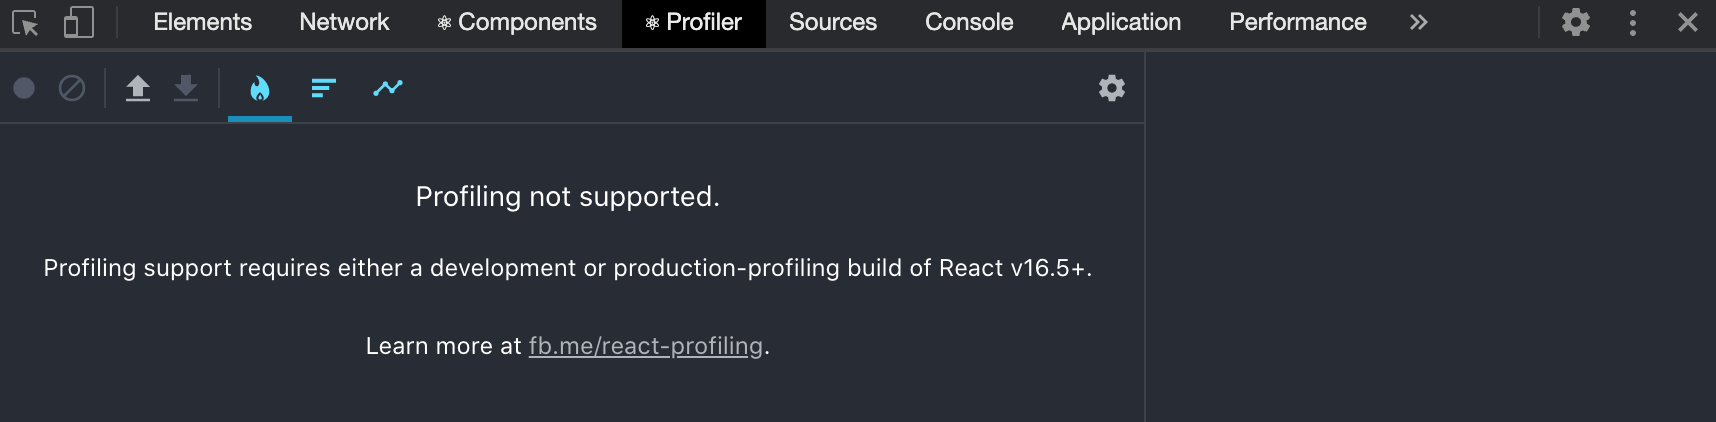 Elements Network Components Profiler Sources Console Application Performance
Profiling not supported.
Profiling support requires either a development or production-profiling build of React v16.5+.
Learn more at fb.me/react-profiling.